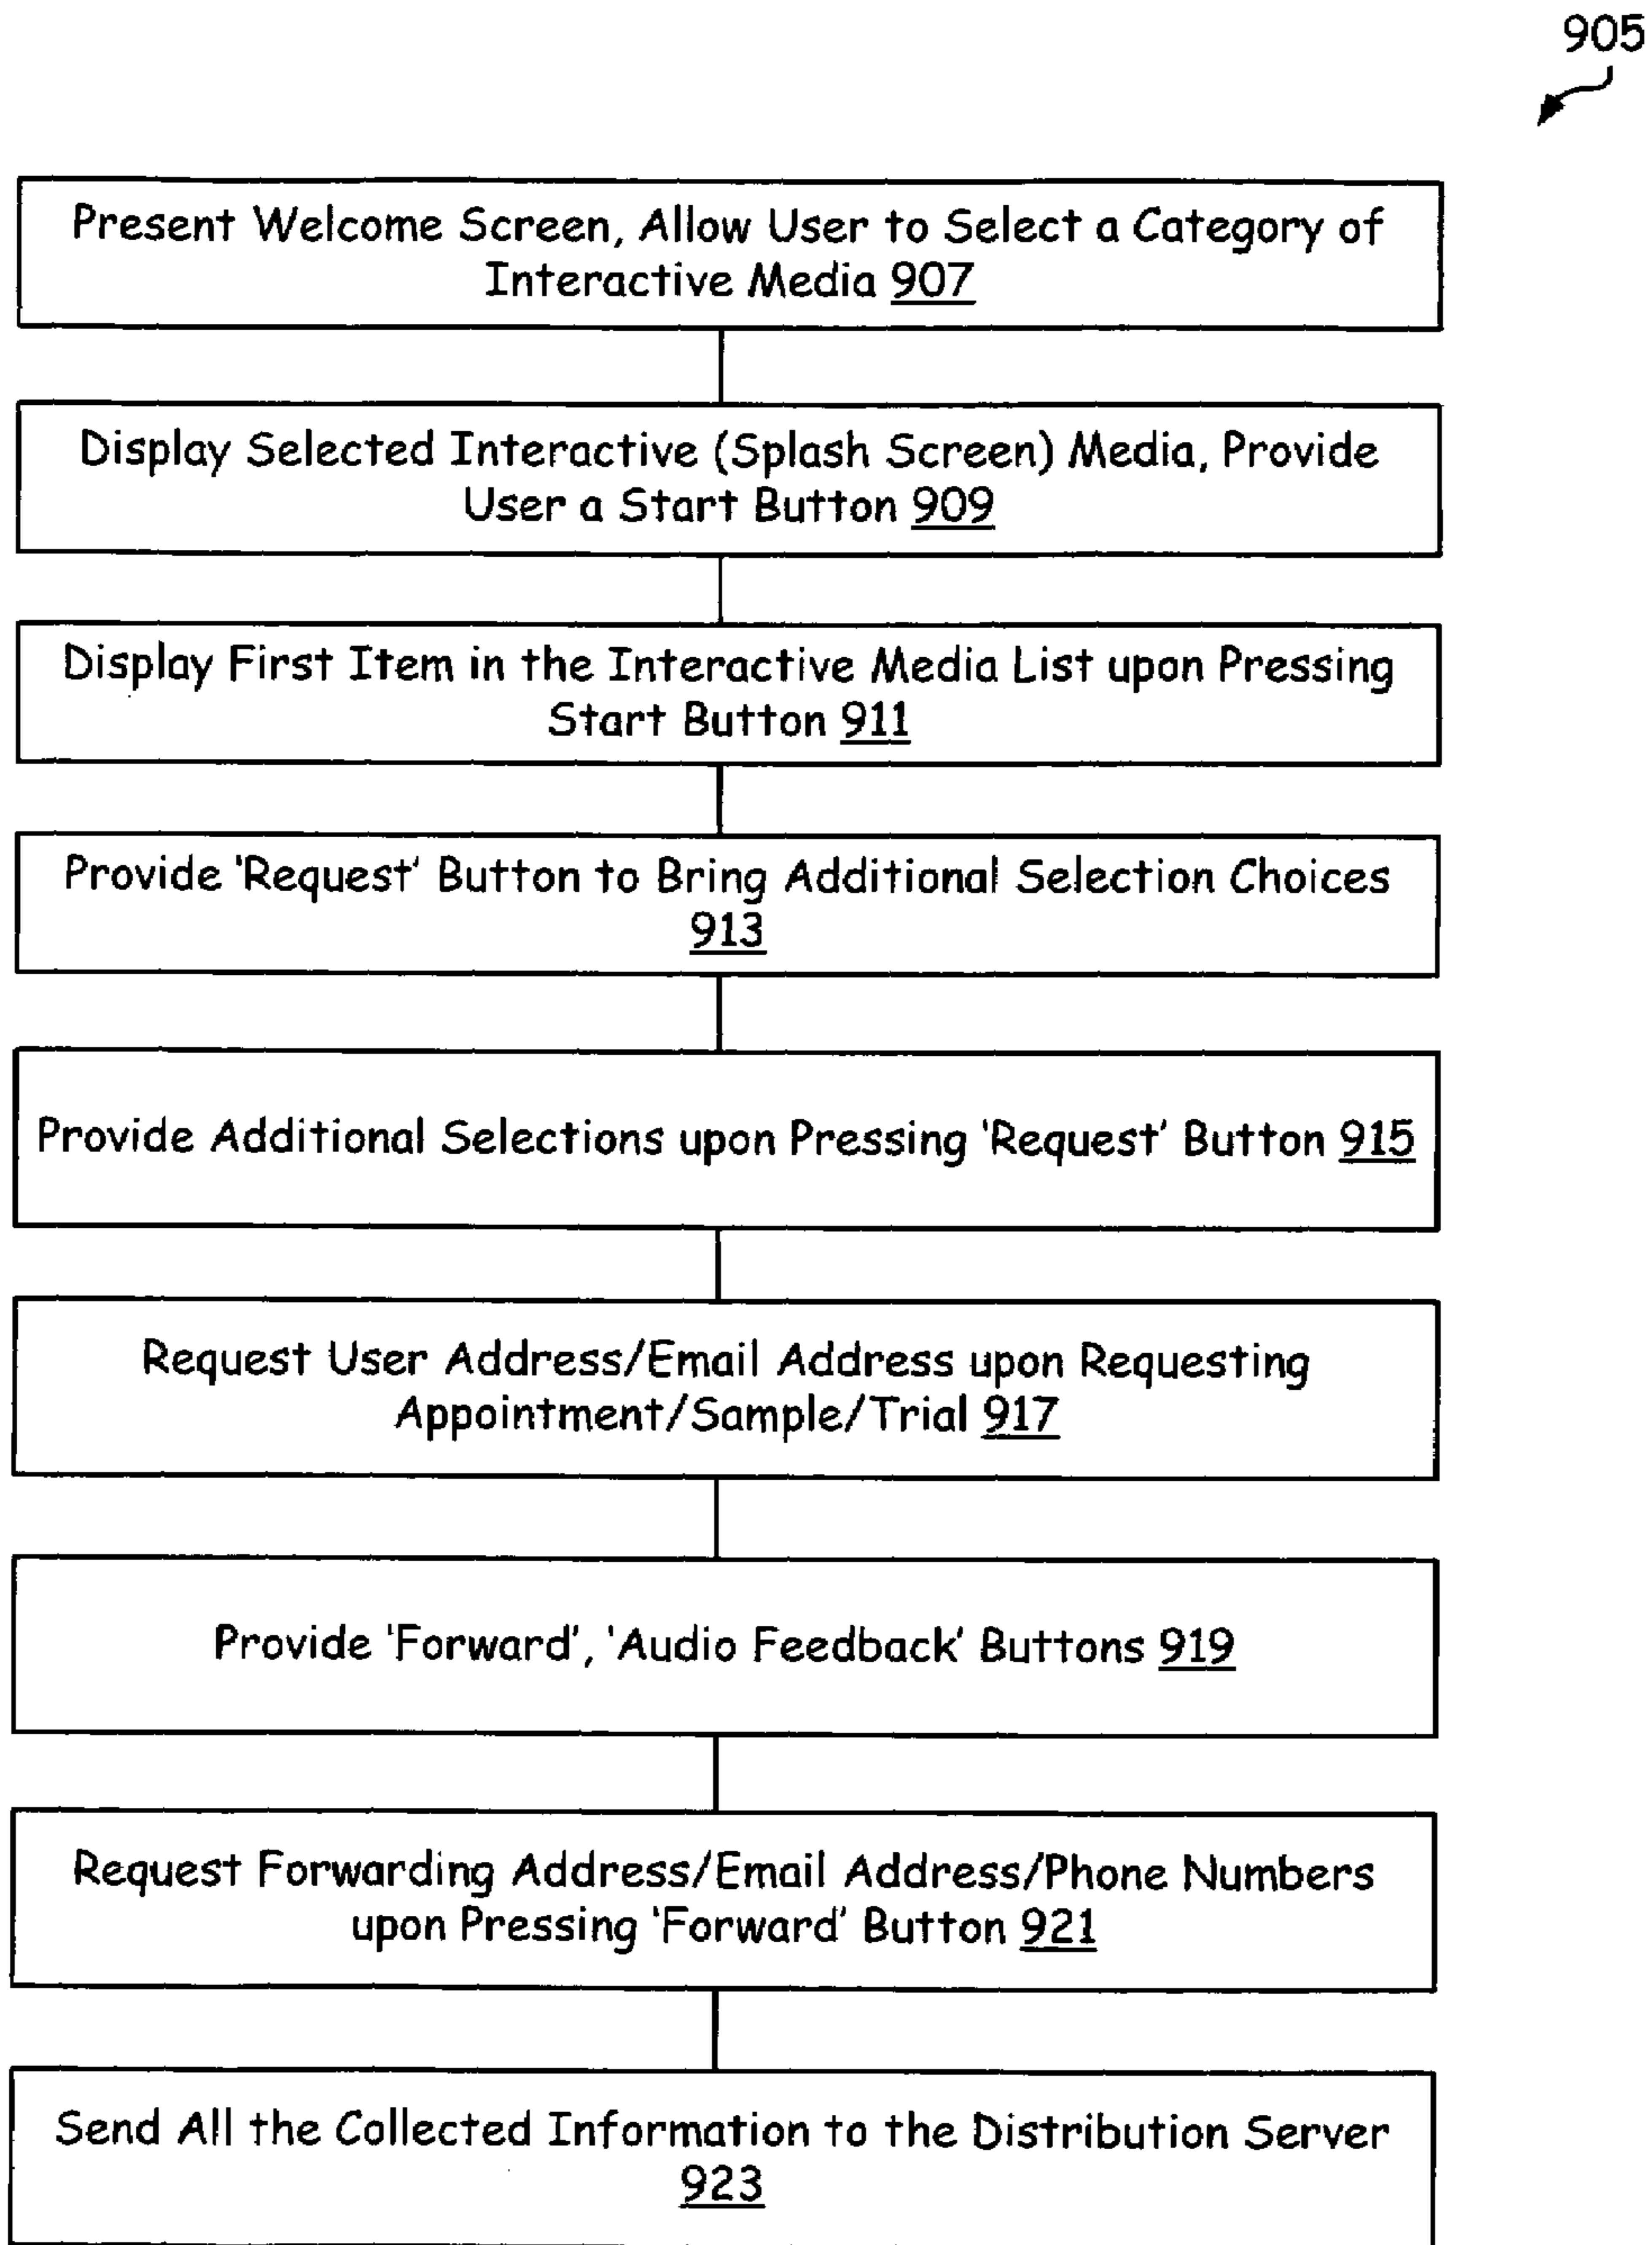 905
Present Welcome Screen, Allow User to Select a Category of
Interactive Media 907
Display Selected Interactive (Splash Screen) Media, Provide
User a Start Button 909
Display First Item in the Interactive Media List upon Pressing
Start Button 911
Provide 'Request' Button to Bring Additional Selection Choices
913
Provide Additional Selections upon Pressing 'Request' Button 915
Request User Address/Email Address upon Requesting
Appointment/Sample/Trial 917
Provide 'Forward', 'Audio Feedback' Buttons 919
Request Forwarding Address/Email Address/Phone Numbers
upon Pressing 'Forward' Button 921
Send All the Collected Information to the Distribution Server
923